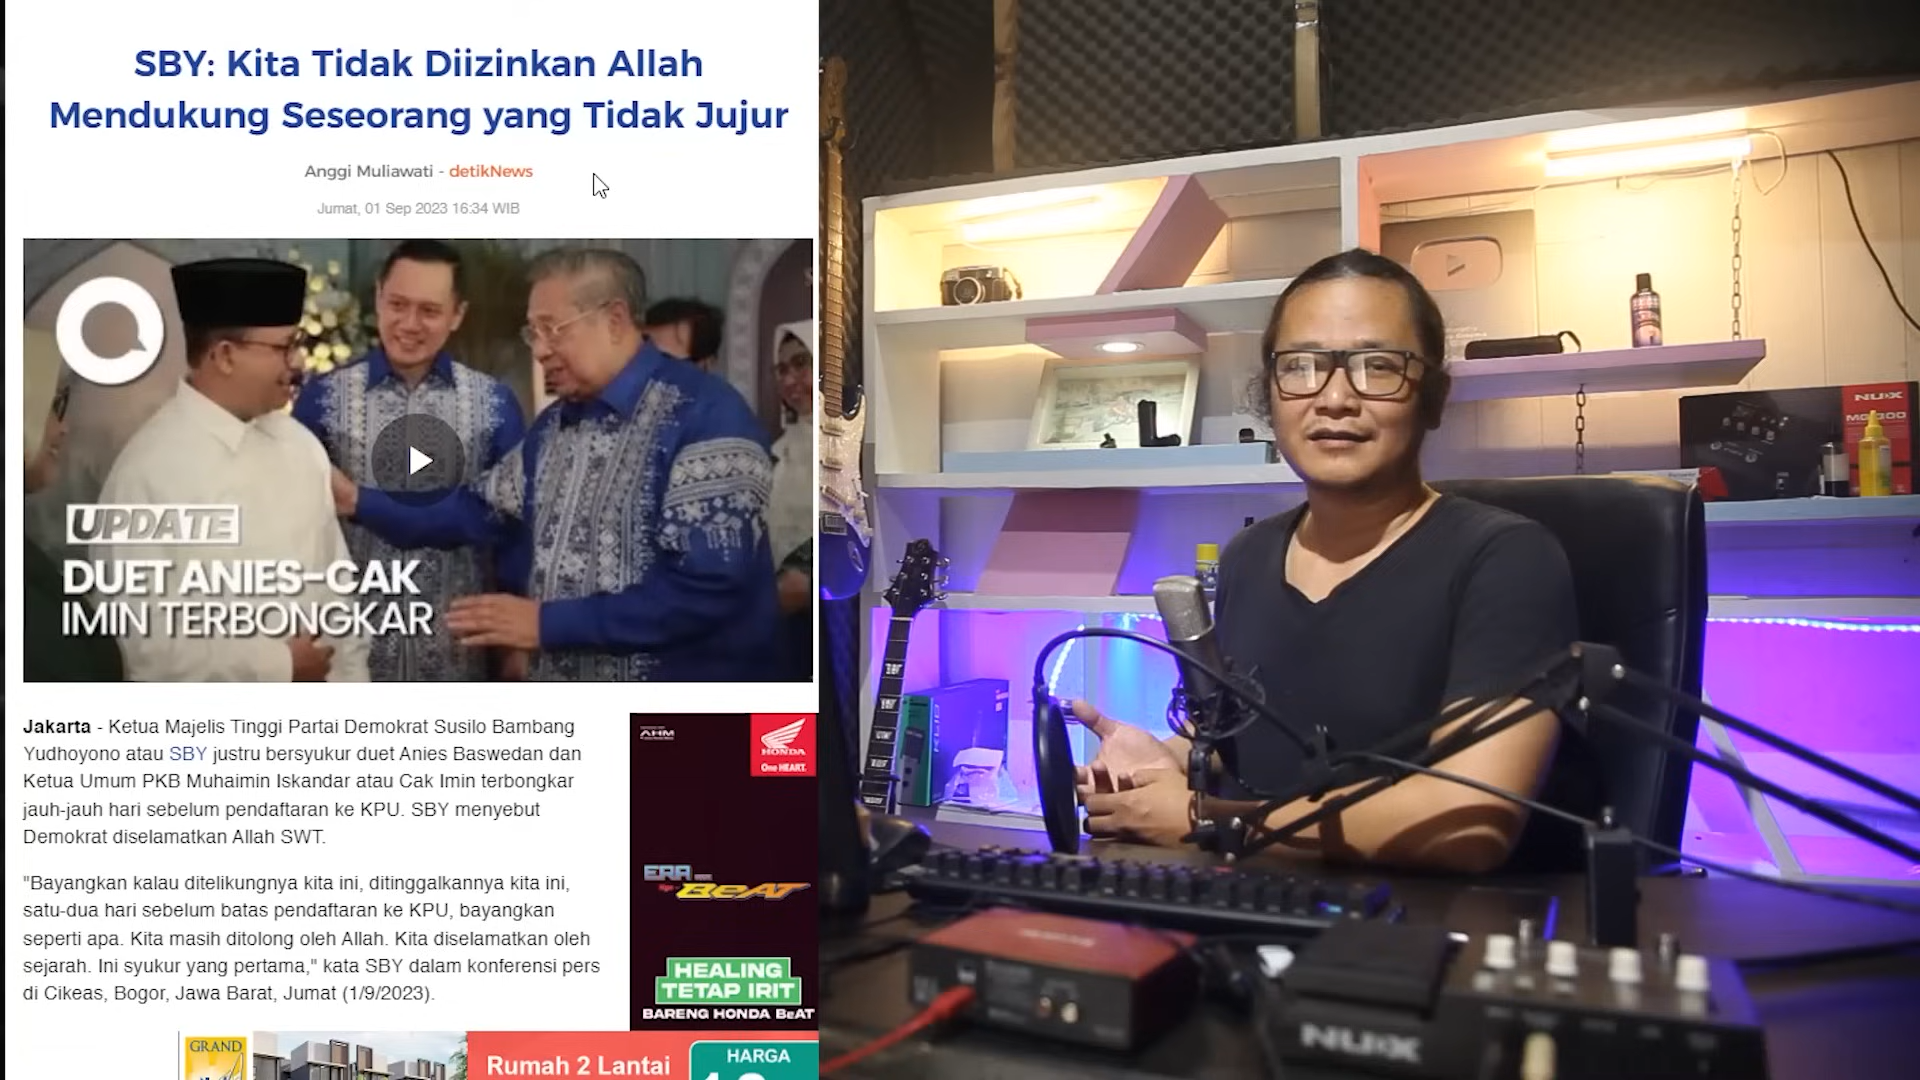 SBY: Kita Tidak Diizinkan Allah
Mendukung Seseorang yang Tidak Jujur
Anggi Muliawati - detikNews
Jumat, 01 Sep 2023 16:34 WIB
UPDATE
DUET ANIES-CAK
IMIN TERBONGKAR
Jakarta - Ketua Majelis Tinggi Partai Demokrat Susilo Bambang
Yudhoyono atau SBY justru bersyukur duet Anies Baswedan dan
Ketua Umum PKB Muhaimin Iskandar atau Cak Imin terbongkar
jauh-jauh hari sebelum pendaftaran ke KPU. SBY menyebut
Demokrat diselamatkan Allah SWT.
"Bayangkan kalau ditelikungnya kita ini, ditinggalkannya kita ini,
satu-dua hari sebelum batas pendaftaran ke KPU, bayangkan
seperti apa. Kita masih ditolong oleh Allah. Kita diselamatkan oleh
sejarah. Ini syukur yang pertama," kata SBY dalam konferensi pers
di Cikeas, Bogor, Jawa Barat, Jumat (1/9/2023).
AHM
HONDA
One HEART.
ERA
BeAT
HEALING
TETAP IRIT
BARENG HONDA BeAT
GRAND
Rumah 2 Lantai
HARGA
NUX
MG-300
NUX